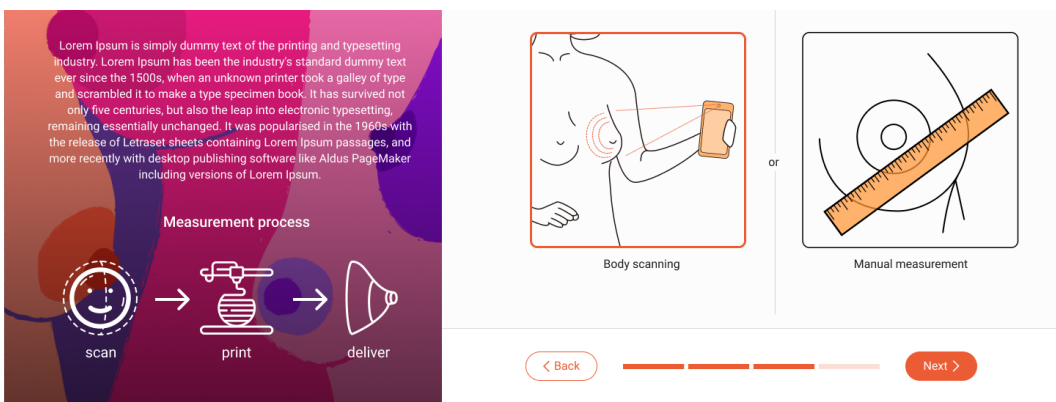 Lorem Ipsum is simply dummy text of the printing and typesetting
industry. Lorem Ipsum has been the industry's standard dummy text
ever since the 1500s, when an unknown printer took a galley of type
and scrambled it to make a type specimen book. It has survived not
only five centuries, but also the leap into electronic typesetting,
remaining essentially unchanged. It was popularised in the 1960s with
the release of Letraset sheets containing Lorem Ipsum passages, and
more recently with desktop publishing software like Aldus PageMaker
including versions of Lorem Ipsum.
Measurement process
scan
print
deliver
Body scanning
or
Manual measurement
Back
Next